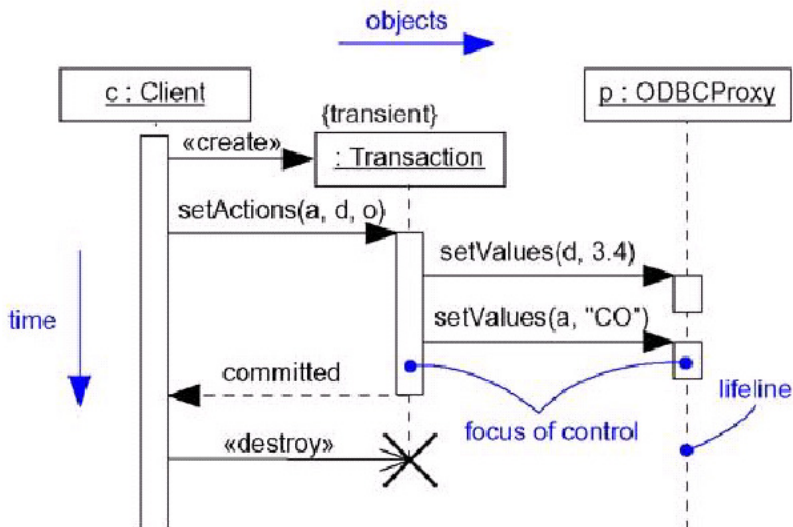 objects
c : Client
p : ODBCProxy
{transient}
«create»
: Transaction
setActions(a, d, o)
setValues(d, 3.4)
time
setValues(a, "CO")
committed
lifeline
focus of control
«destroy»